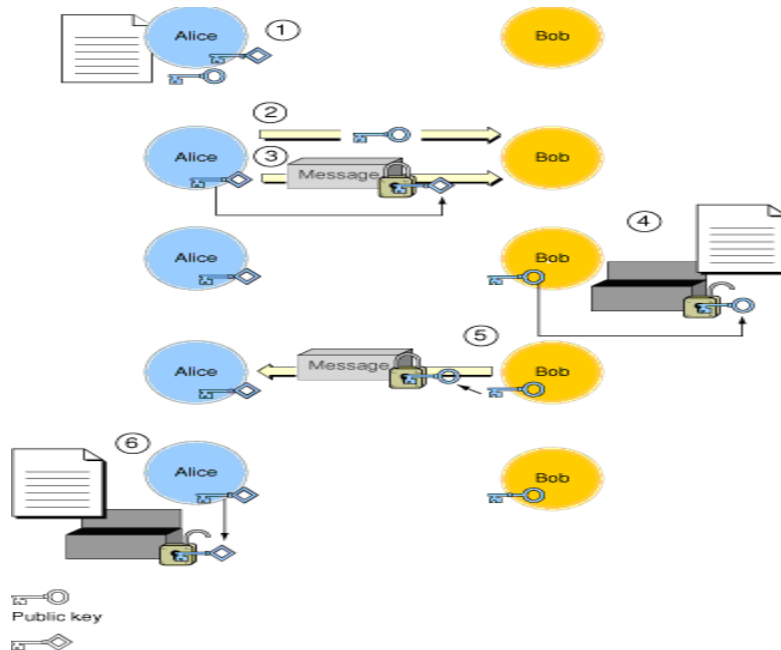 Alice
①
Bob
②
Alice
③
Message
Bob
④
Alice
Bob
⑤
Alice
Message
Bob
⑥
Alice
Bob
Public key